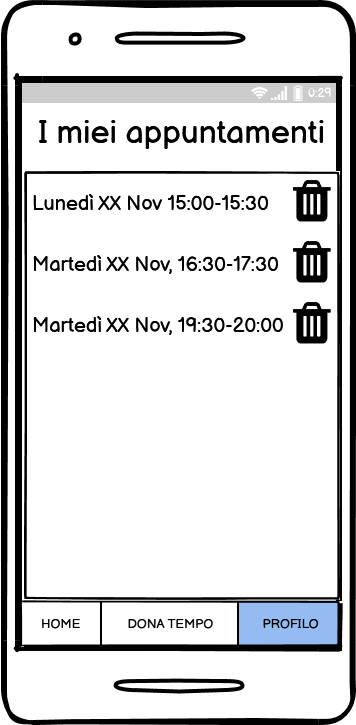 0:29
I miei appuntamenti
Lunedì XX Nov 15:00-15:30
Martedì XX Nov, 16:30-17:30
Martedì XX Nov, 19:30-20:00
HOME DONA TEMPO PROFILO